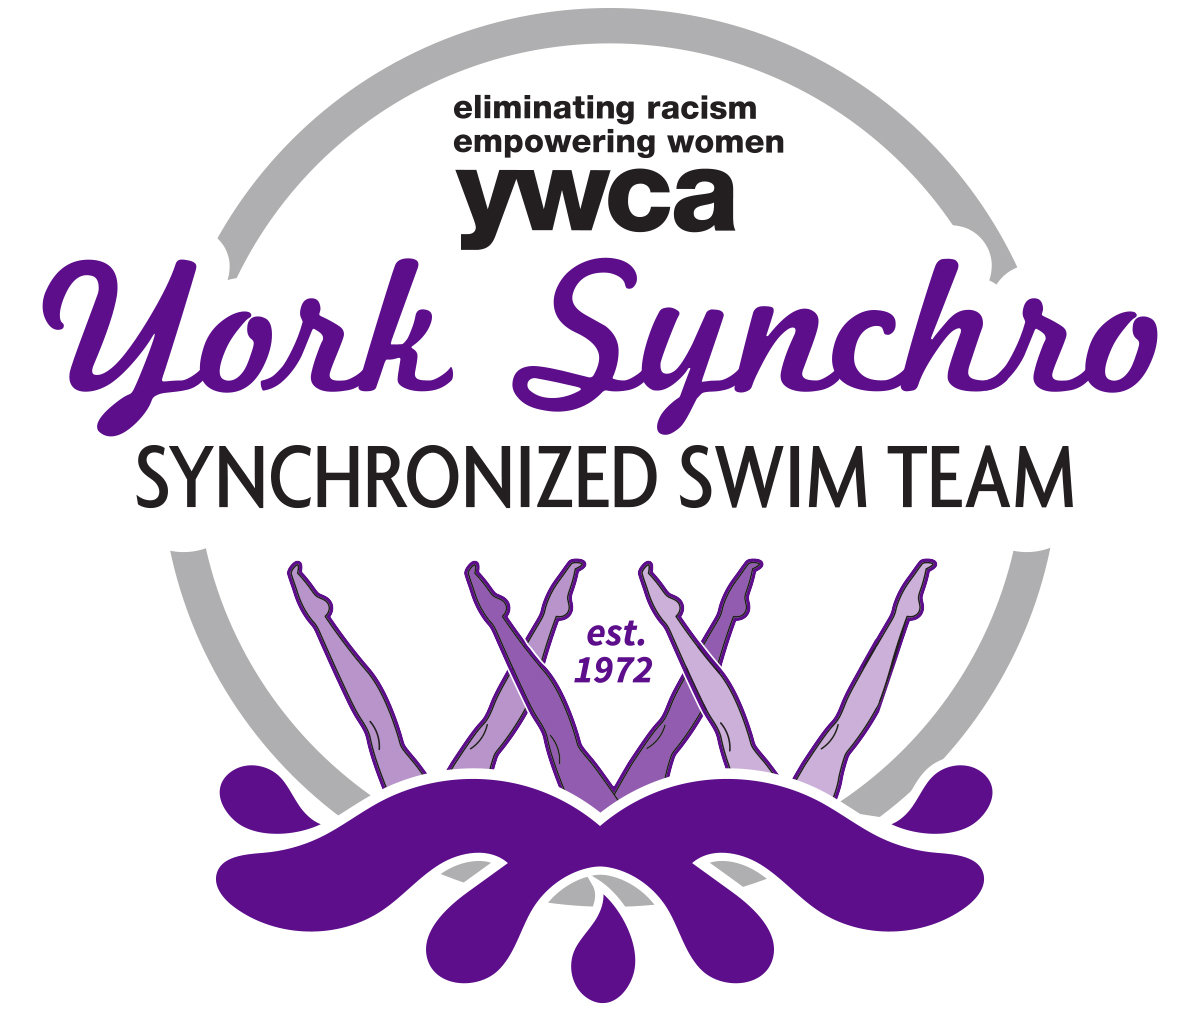 eliminating racism
empowering women
ywca
York Synchro
SYNCHRONIZED SWIM TEAM
est.
1972